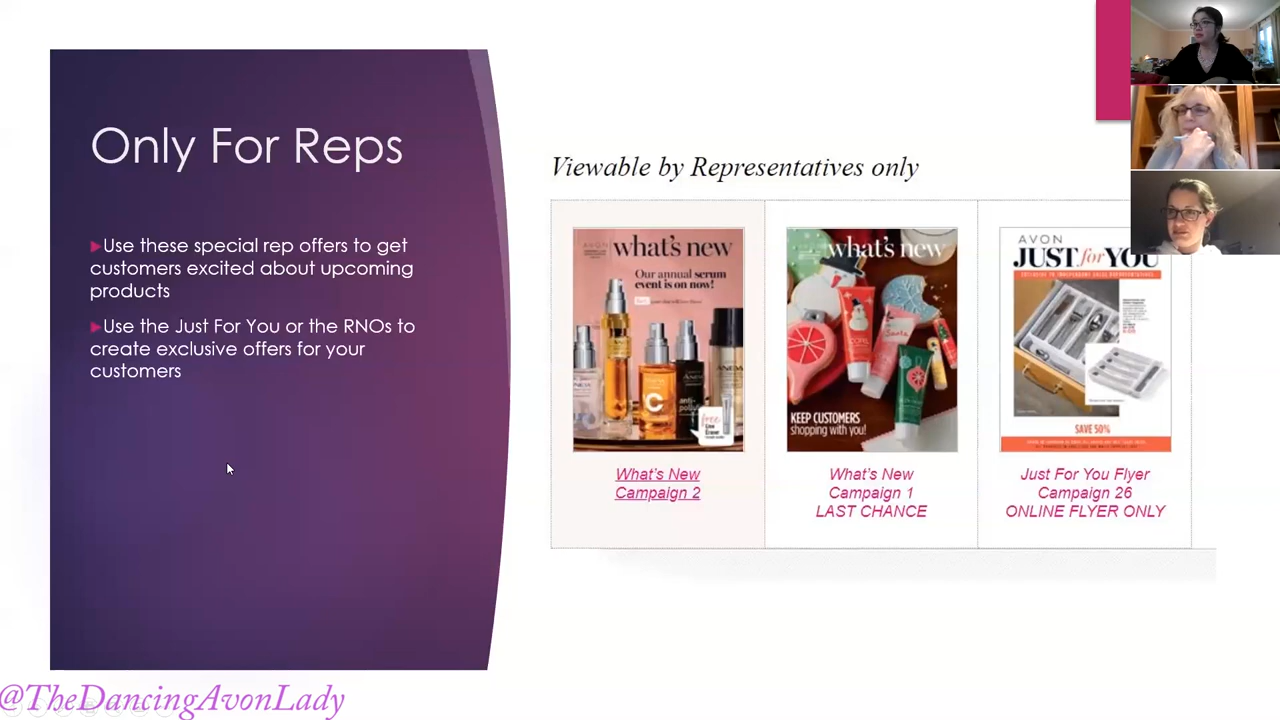 Only For Reps
▶Use these special rep offers to get
customers excited about upcoming
products
▶Use the Just For You or the RNOs to
create exclusive offers for your
customers
Viewable by Representatives only
AVON
what's new
Our annual serum
event is on now!
C
free
What's New
Campaign 2
AVON
what's new
KEEP CUSTOMERS
shopping with you!
What's New
Campaign 1
LAST CHANCE
AVON
JUST for YOU
SAVE 50%
Just For You Flyer
Campaign 26
ONLINE FLYER ONLY
@TheDancingAvonLady